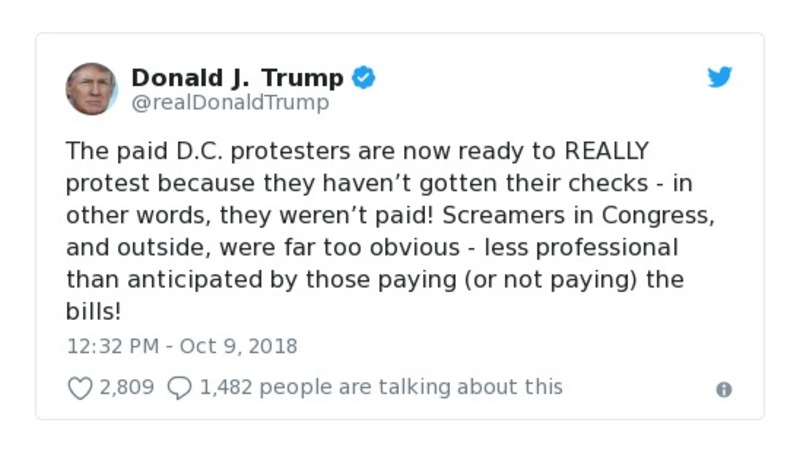 Donald J. Trump
@realDonaldTrump
The paid D.C. protesters are now ready to REALLY
protest because they haven’t gotten their checks - in
other words, they weren’t paid! Screamers in Congress,
and outside, were far too obvious - less professional
than anticipated by those paying (or not paying) the
bills!
12:32 PM - Oct 9, 2018
2,809 1,482 people are talking about this